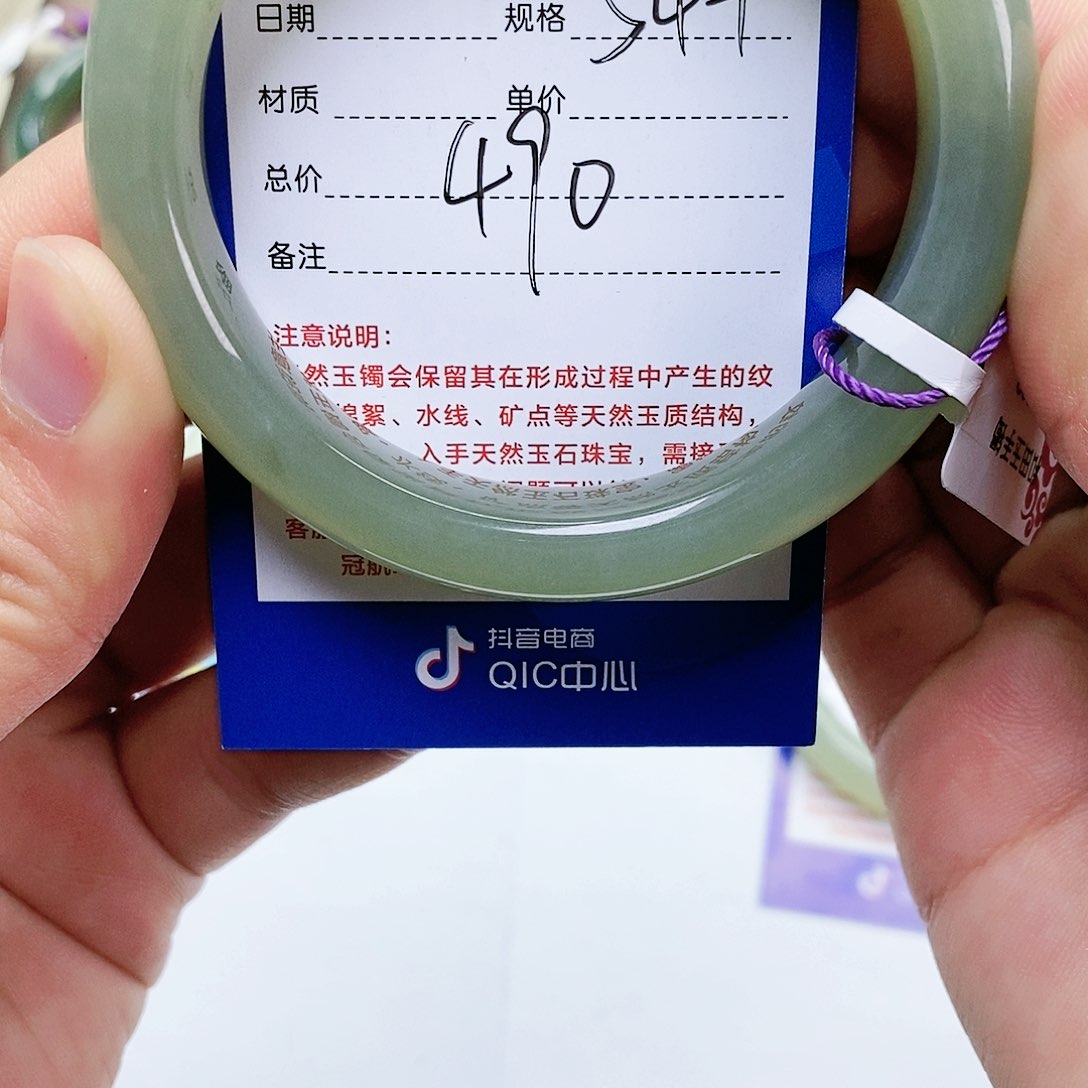 日期 规格
材质 单价
总价 490
备注
注意说明：
然玉镯会保留其在形成过程中产生的纹
棉絮、水线、矿点等天然玉质结构，
入手天然玉石珠宝，需接
客
冠航
抖音电商
QIC中心